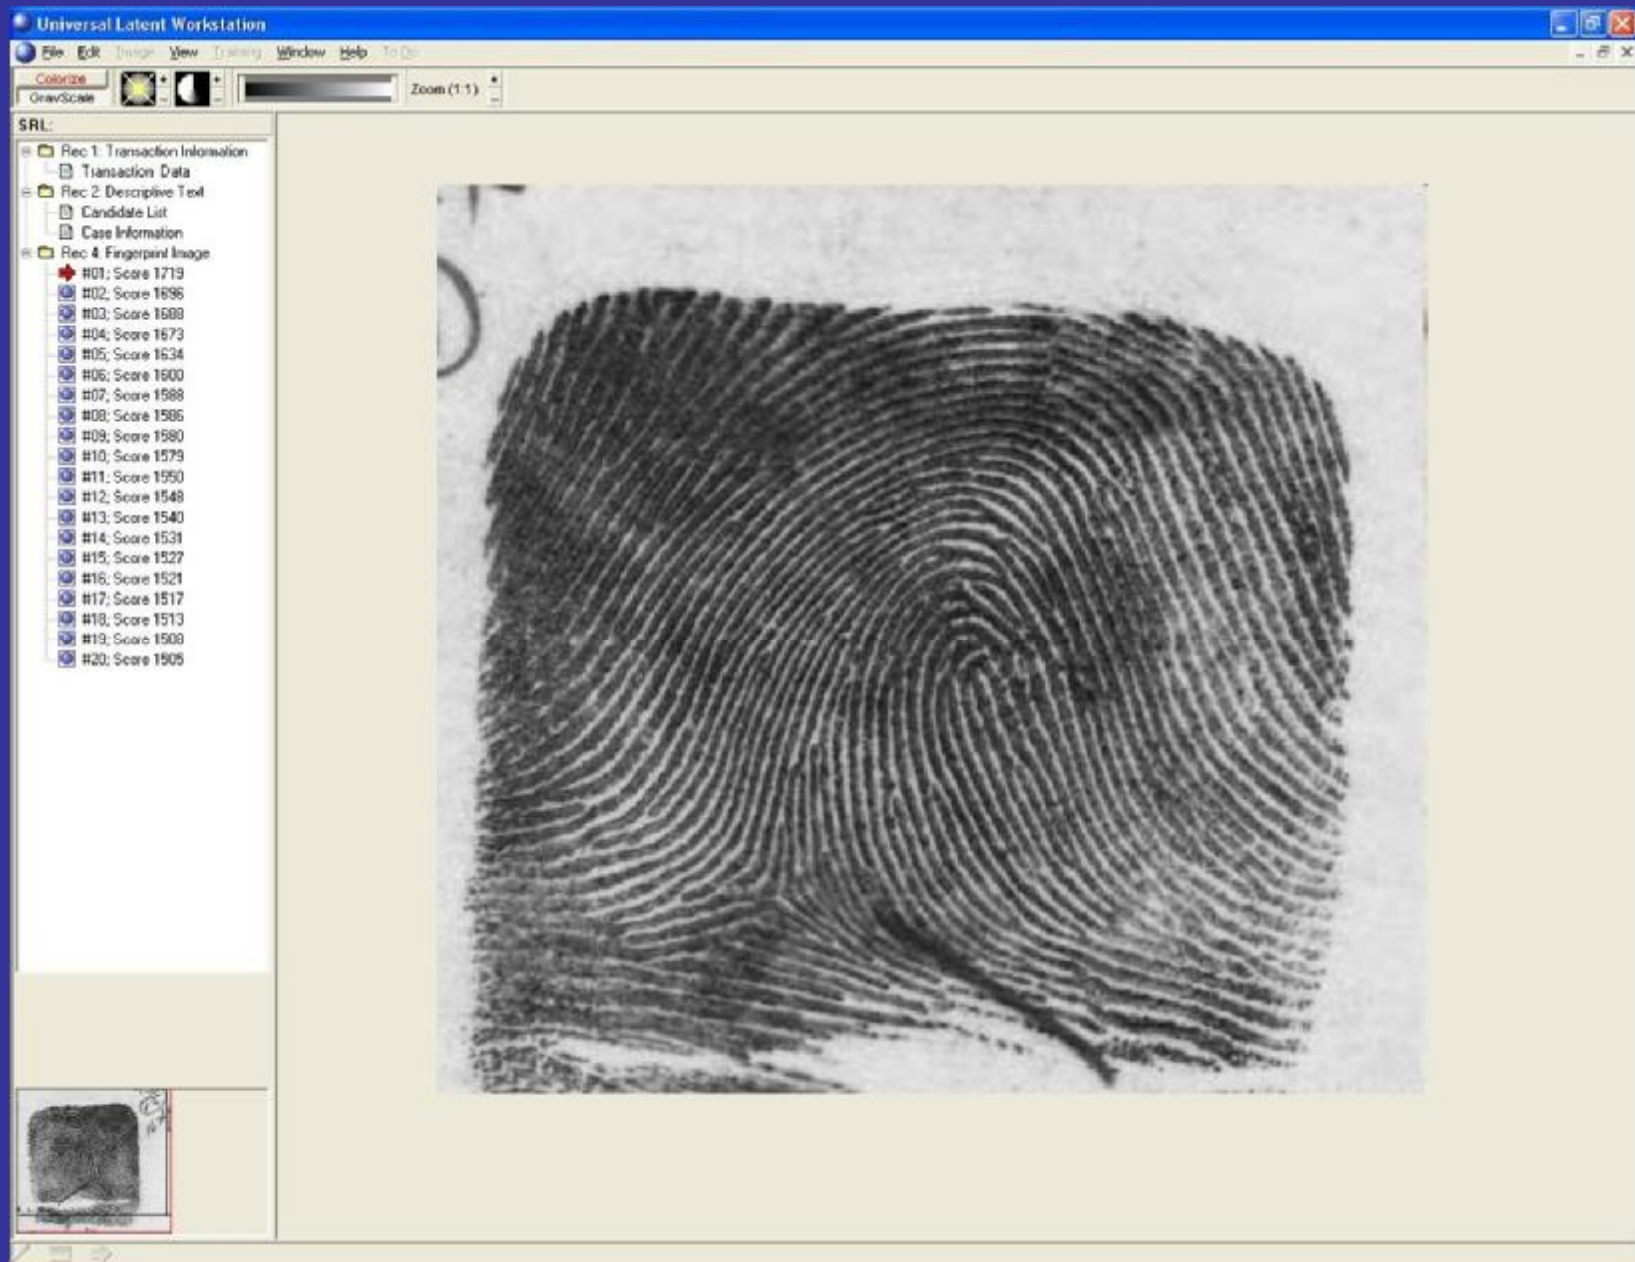 Universal Latent Workstation
File Edit Image View Training Window Help To Do
Colorize
GrayScale
Zoom (1:1)
SRL:
Rec 1: Transaction Information
Transaction Data
Rec 2: Descriptive Text
Candidate List
Case Information
Rec 4: Fingerprint Image
#01; Score 1719
#02; Score 1696
#03; Score 1688
#04; Score 1673
#05; Score 1634
#06; Score 1600
#07; Score 1588
#08; Score 1586
#09; Score 1580
#10; Score 1579
#11; Score 1550
#12; Score 1548
#13; Score 1540
#14; Score 1531
#15; Score 1527
#16; Score 1521
#17; Score 1517
#18; Score 1513
#19; Score 1508
#20; Score 1505